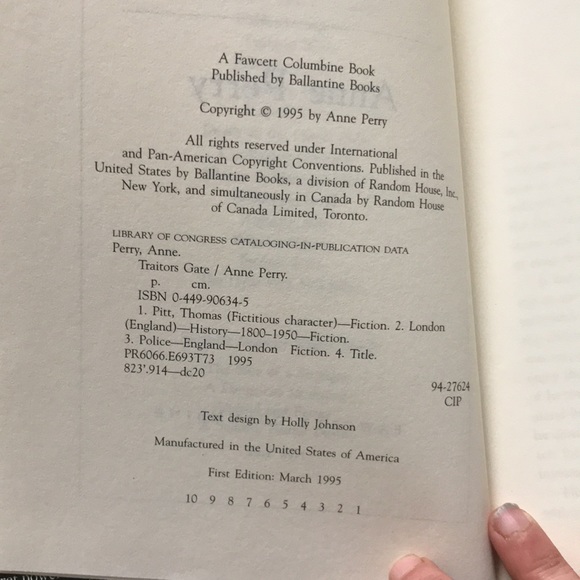 A Fawcett Columbine Book
Published by Ballantine Books
Copyright © 1995 by Anne Perry
All rights reserved under International
and Pan-American Copyright Conventions. Published in the
United States by Ballantine Books, a division of Random House, Inc.,
New York, and simultaneously in Canada by Random House
of Canada Limited, Toronto.
LIBRARY OF CONGRESS CATALOGING-IN-PUBLICATION DATA
Perry, Anne.
Traitors Gate / Anne Perry.
p. cm.
ISBN 0-449-90634-5
1. Pitt, Thomas (Fictitious character)—Fiction. 2. London
(England)—History—1800–1950—Fiction.
3. Police—England—London Fiction. 4. Title.
PR6066.E693T73 1995
823'.914—dc20
94-27624
CIP
Text design by Holly Johnson
Manufactured in the United States of America
First Edition: March 1995
10 9 8 7 6 5 4 3 2 1